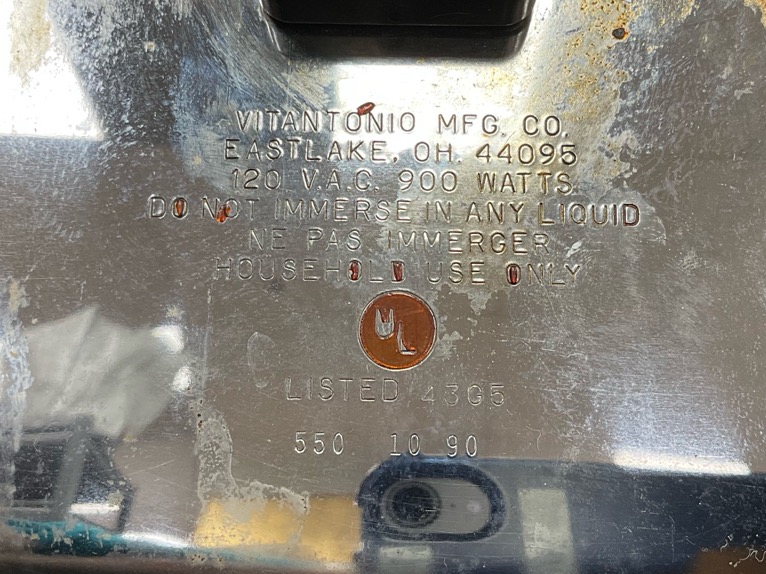 VITANTONIO MFG. CO.
EASTLAKE, OH. 44095
120 V.A.C. 900 WATTS
DO NOT IMMERSE IN ANY LIQUID
NE PAS IMMERGER
HOUSEHOLD USE ONLY
UL
LISTED 43G5
550 10 90